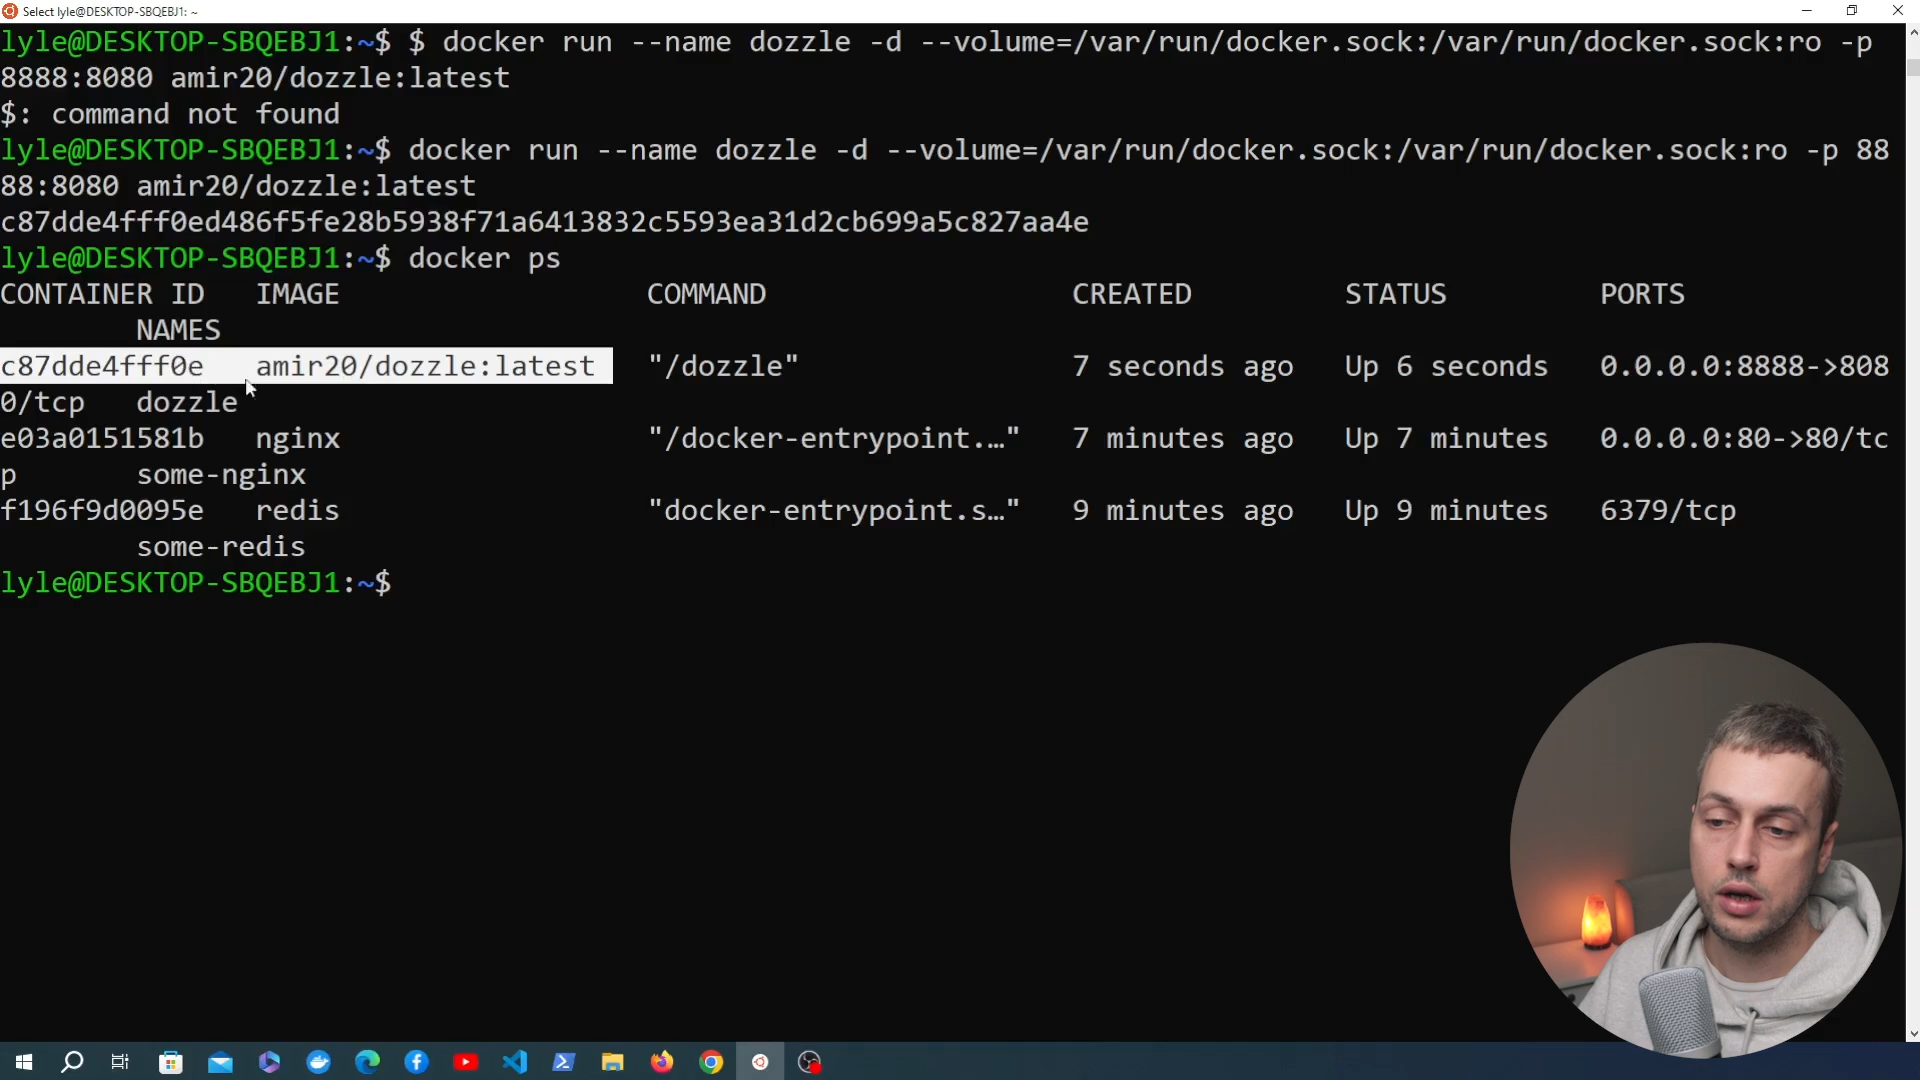 Select lyle@DESKTOP-SBQEBJ1: ~
lyle@DESKTOP-SBQEBJ1:~$ $ docker run --name dozzle -d --volume=/var/run/docker.sock:/var/run/docker.sock:ro -p
8888:8080 amir20/dozzle:latest
$: command not found
lyle@DESKTOP-SBQEBJ1:~$ docker run --name dozzle -d --volume=/var/run/docker.sock:/var/run/docker.sock:ro -p 88
88:8080 amir20/dozzle:latest
c87dde4fff0ed486f5fe28b5938f71a6413832c5593ea31d2cb699a5c827aa4e
lyle@DESKTOP-SBQEBJ1:~$ docker ps
CONTAINER ID   IMAGE                  COMMAND                  CREATED         STATUS         PORTS
        NAMES
c87dde4fff0e   amir20/dozzle:latest   "/dozzle"                7 seconds ago   Up 6 seconds   0.0.0.0:8888->808
0/tcp   dozzle
e03a0151581b   nginx                  "/docker-entrypoint.…"   7 minutes ago   Up 7 minutes   0.0.0.0:80->80/tc
p       some-nginx
f196f9d0095e   redis                  "docker-entrypoint.s…"   9 minutes ago   Up 9 minutes   6379/tcp
        some-redis
lyle@DESKTOP-SBQEBJ1:~$